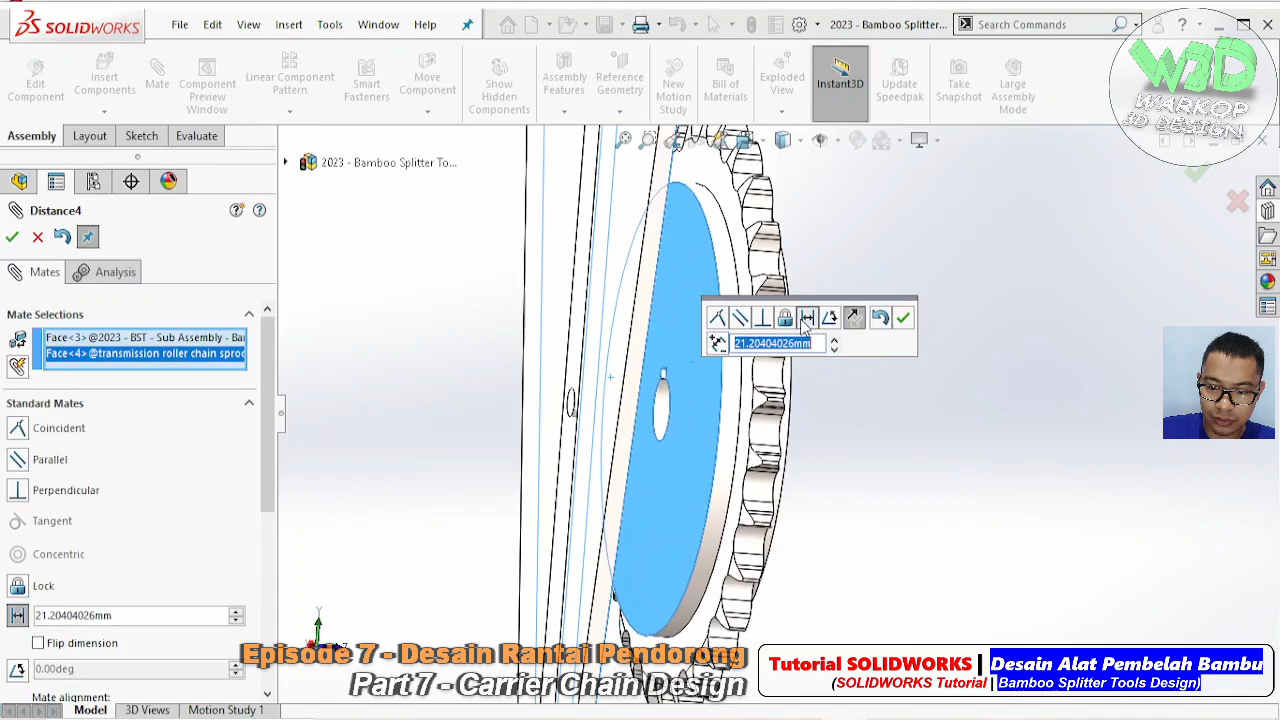 SOLIDWORKS
File Edit View Insert Tools Window Help
2023 - Bamboo Splitter...
Search Commands
Edit Component
Insert Components
Mate
Component Preview Window
Linear Component Pattern
Smart Fasteners
Move Component
Show Hidden Components
Assembly Features
Reference Geometry
New Motion Study
Bill of Materials
Exploded View
Instant3D
Update Speedpak
Take Snapshot
Large Assembly Mode
WJD
WARKOP
3D DESIGN
Assembly Layout Sketch Evaluate
2023 - Bamboo Splitter To...
Distance4
Mates Analysis
Mate Selections
Face<3> @2023 - BST - Sub Assembly - Ba
Face<4> @transmission roller chain sproc
21.20404026mm
Standard Mates
Coincident
Parallel
Perpendicular
Tangent
Concentric
Lock
21.20404026mm
Flip dimension
0.00deg
Mate alignment:
Y
Episode 7 - Desain Rantai Pendorong
Part 7 - Carrier Chain Design
Tutorial SOLIDWORKS | Desain Alat Pembelah Bambu
(SOLIDWORKS Tutorial | Bamboo Splitter Tools Design)
Model 3D Views Motion Study 1